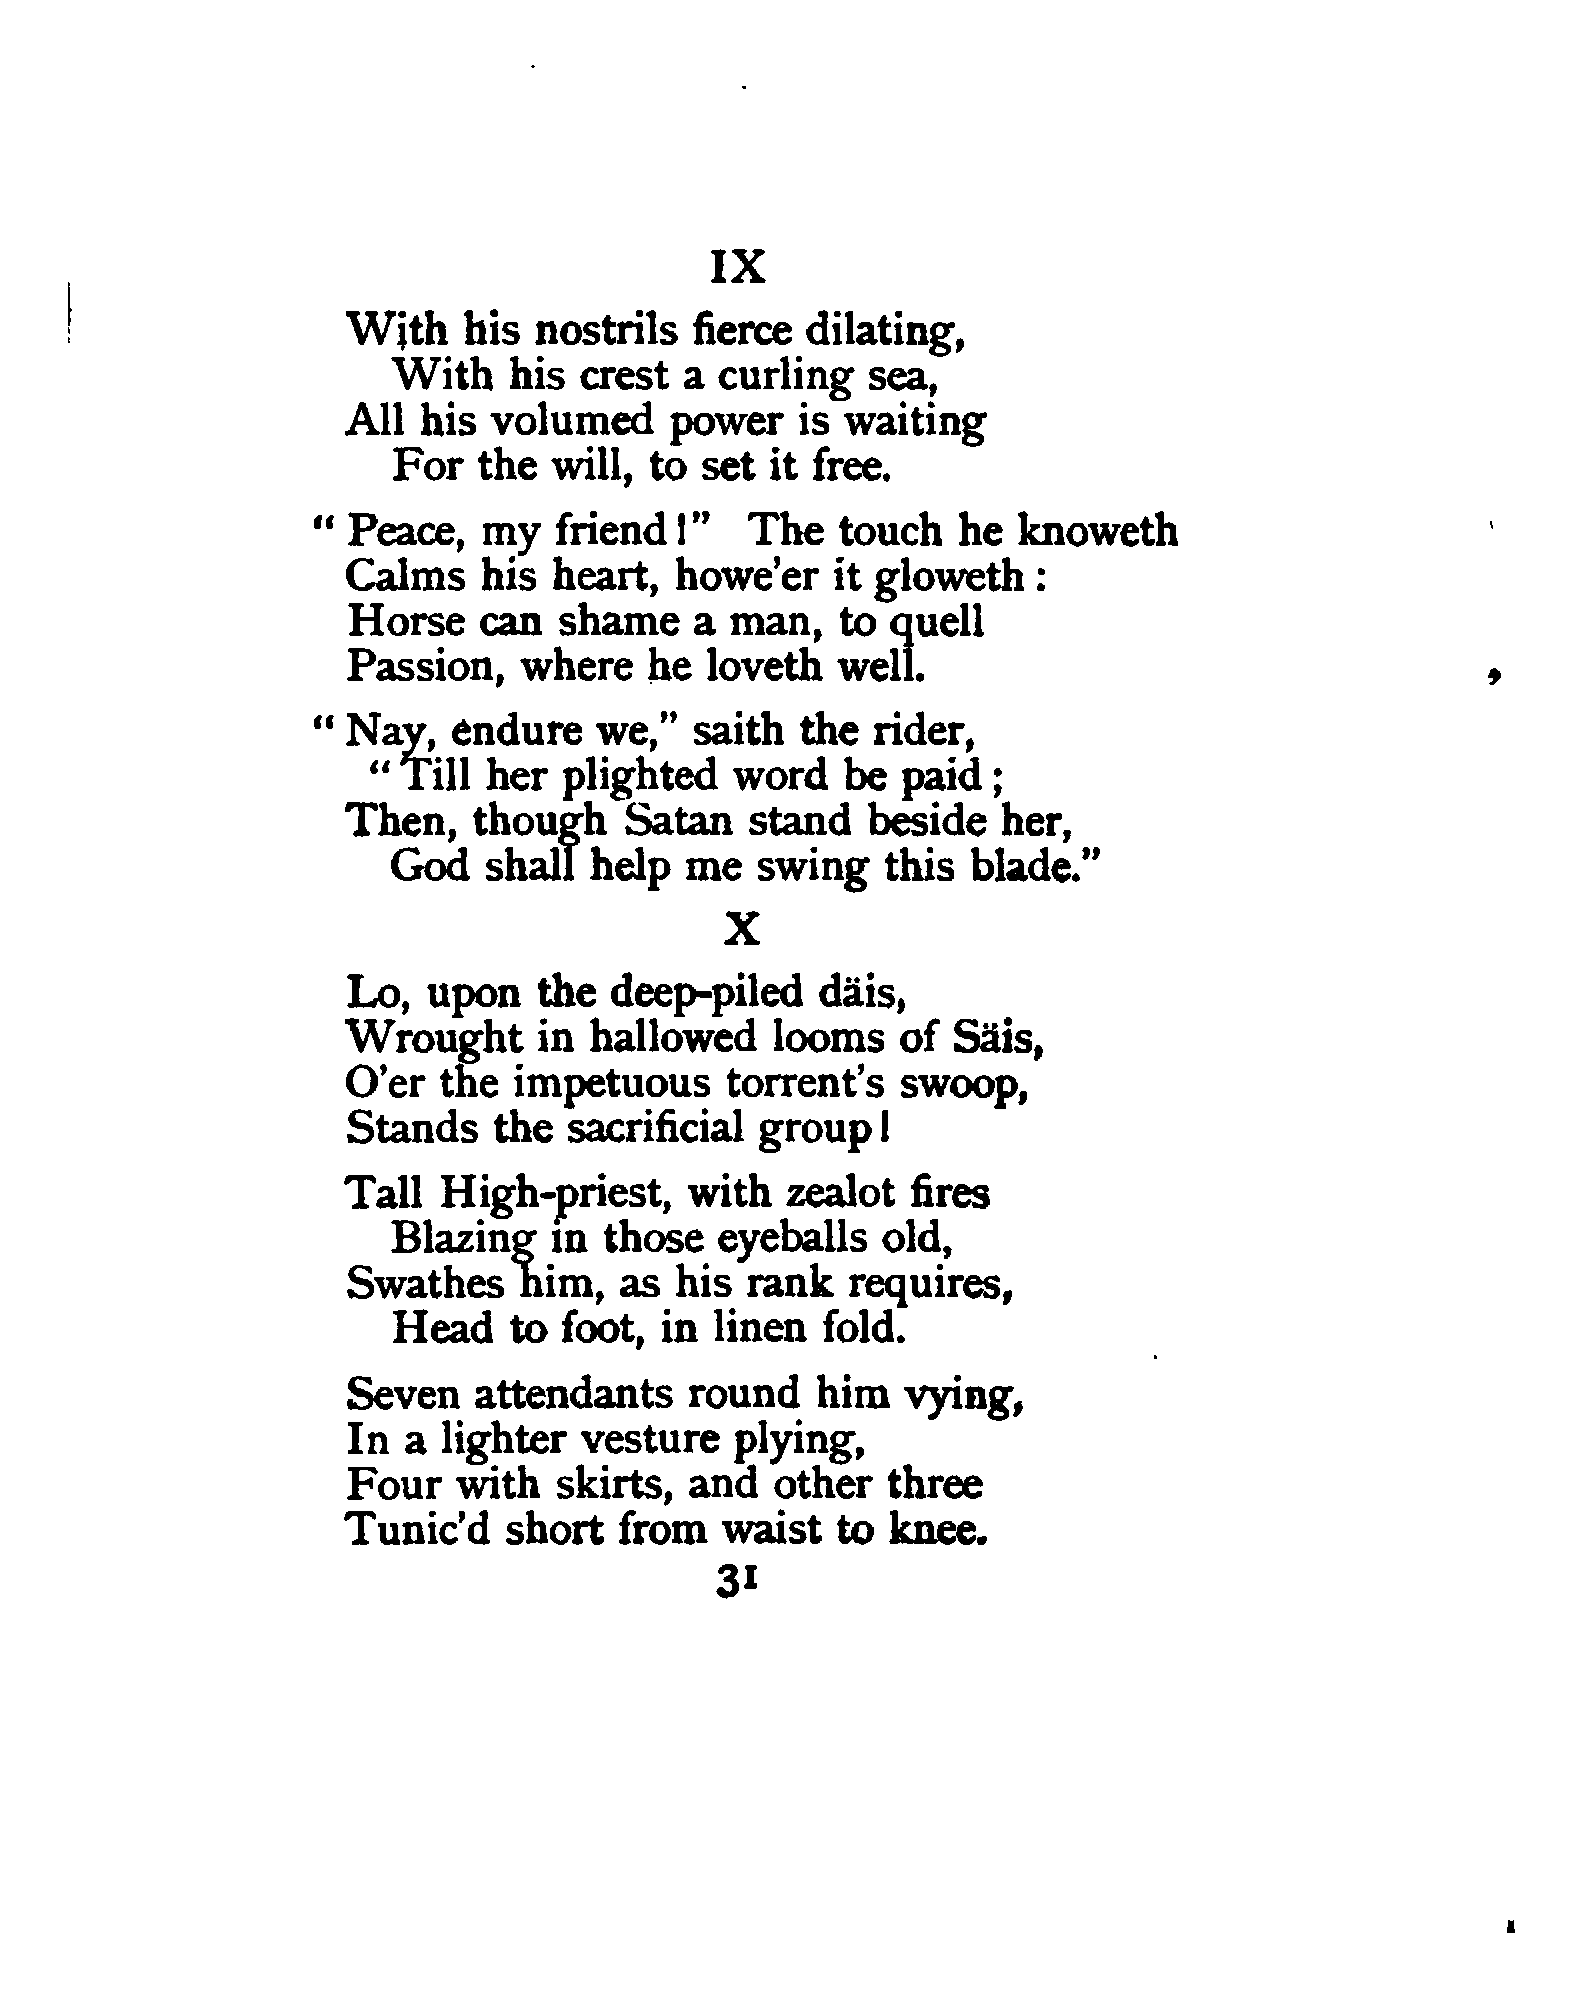 IX
With his nostrils fierce dilating,
With his crest a curling sea,
All his volumed power is waiting
For the will, to set it free.
“ Peace, my friend!” The touch he knoweth
Calms his heart, howe’er it gloweth :
Horse can shame a man, to quell
Passion, where he loveth well.
“ Nay, endure we,” saith the rider,
“ Till her plighted word be paid ;
Then, though Satan stand beside her,
God shall help me swing this blade.”
X
Lo, upon the deep-piled däis,
Wrought in hallowed looms of Säis,
O’er the impetuous torrent’s swoop,
Stands the sacrificial group!
Tall High-priest, with zealot fires
Blazing in those eyeballs old,
Swathes him, as his rank requires,
Head to foot, in linen fold.
Seven attendants round him vying,
In a lighter vesture plying,
Four with skirts, and other three
Tunic’d short from waist to knee.
31